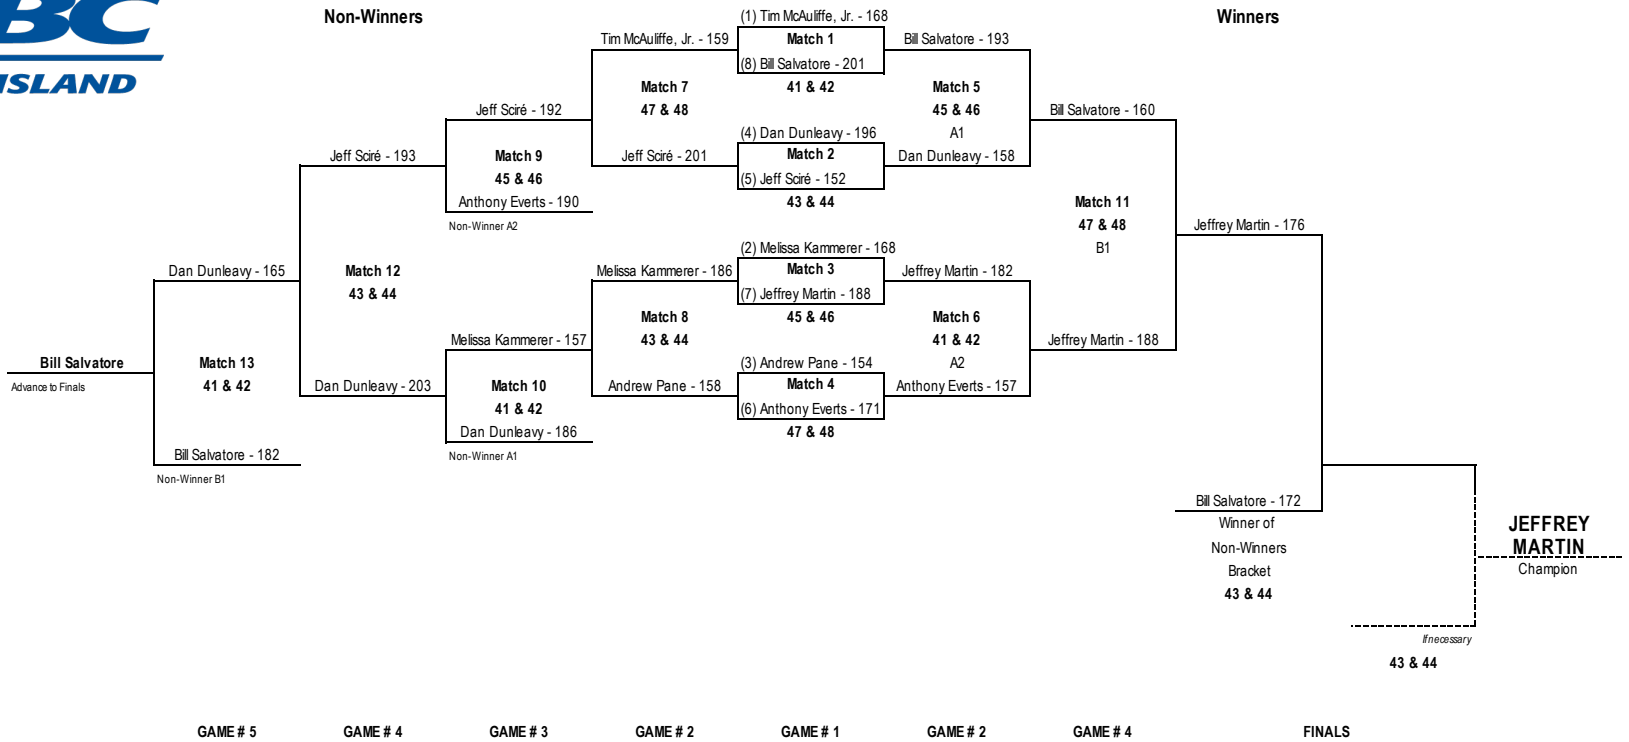 BC
ISLAND
Non-Winners
Winners
(1) Tim McAuliffe, Jr. - 168
Tim McAuliffe, Jr. - 159
Match 1
Bill Salvatore - 193
(8) Bill Salvatore - 201
Match 7
41 & 42
Match 5
Jeff Sciré - 192
47 & 48
45 & 46
Bill Salvatore - 160
(4) Dan Dunleavy - 196
A1
Jeff Sciré - 193
Match 9
Jeff Sciré - 201
Match 2
Dan Dunleavy - 158
45 & 46
(5) Jeff Sciré - 152
Anthony Everts - 190
43 & 44
Match 11
Non-Winner A2
47 & 48
Jeffrey Martin - 176
(2) Melissa Kammerer - 168
B1
Dan Dunleavy - 165
Match 12
Melissa Kammerer - 186
Match 3
Jeffrey Martin - 182
43 & 44
(7) Jeffrey Martin - 188
Match 8
45 & 46
Match 6
Melissa Kammerer - 157
43 & 44
41 & 42
Jeffrey Martin - 188
Bill Salvatore
Match 13
(3) Andrew Pane - 154
A2
Advance to Finals
41 & 42
Dan Dunleavy - 203
Match 10
Andrew Pane - 158
Match 4
Anthony Everts - 157
41 & 42
(6) Anthony Everts - 171
Dan Dunleavy - 186
47 & 48
Bill Salvatore - 182
Non-Winner A1
Non-Winner B1
Bill Salvatore - 172
Winner of
Non-Winners
Bracket
43 & 44
JEFFREY
MARTIN
Champion
If necessary
43 & 44
GAME # 5
GAME # 4
GAME # 3
GAME # 2
GAME # 1
GAME # 2
GAME # 4
FINALS